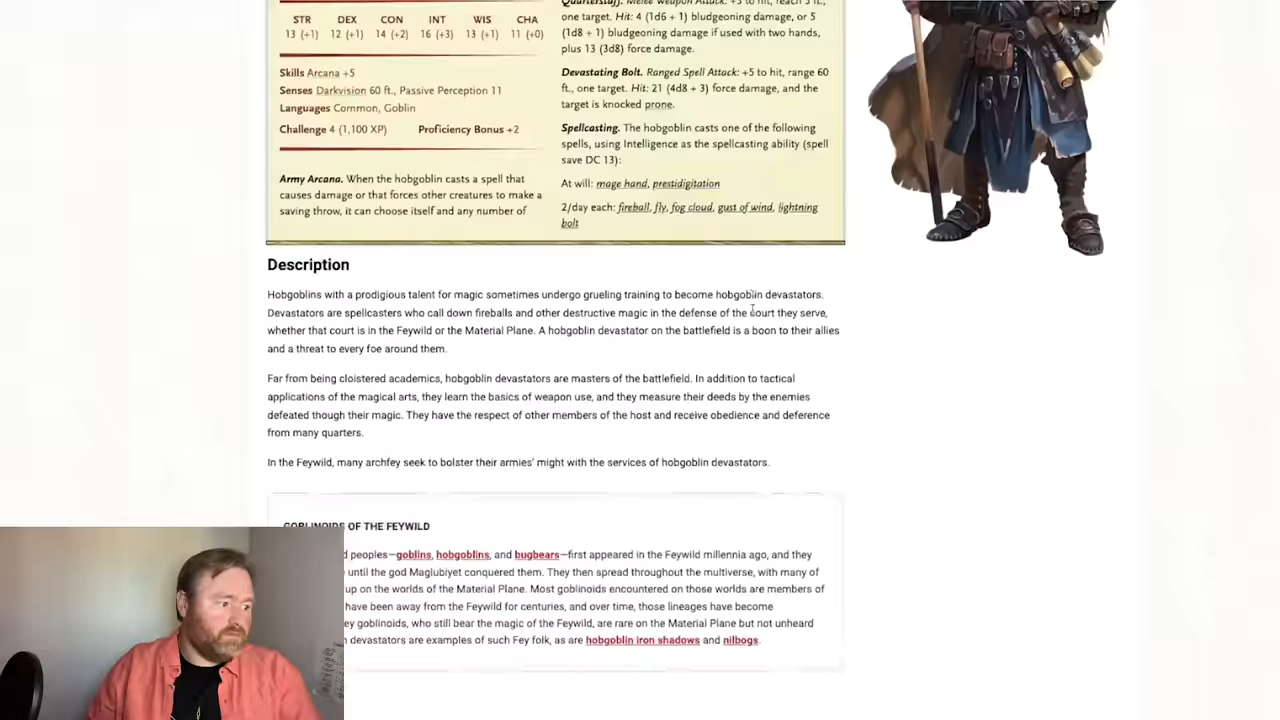 STR DEX CON INT WIS CHA
13 (+1) 12 (+1) 14 (+2) 16 (+3) 13 (+1) 11 (+0)
Skills Arcana +5
Senses Darkvision 60 ft., Passive Perception 11
Languages Common, Goblin
Challenge 4 (1,100 XP) Proficiency Bonus +2
Army Arcana. When the hobgoblin casts a spell that
causes damage or that forces other creatures to make a
saving throw, it can choose itself and any number of
Quarterstaff. Melee Weapon Attack: +3 to hit, reach 5 ft.,
one target. Hit: 4 (1d6 + 1) bludgeoning damage, or 5
(1d8 + 1) bludgeoning damage if used with two hands,
plus 13 (3d8) force damage.
Devastating Bolt. Ranged Spell Attack: +5 to hit, range 60
ft., one target. Hit: 21 (4d8 + 3) force damage, and the
target is knocked prone.
Spellcasting. The hobgoblin casts one of the following
spells, using Intelligence as the spellcasting ability (spell
save DC 13):
At will: mage hand, prestidigitation
2/day each: fireball, fly, fog cloud, gust of wind, lightning
bolt
Description
Hobgoblins with a prodigious talent for magic sometimes undergo grueling training to become hobgoblin devastators.
Devastators are spellcasters who call down fireballs and other destructive magic in the defense of the court they serve,
whether that court is in the Feywild or the Material Plane. A hobgoblin devastator on the battlefield is a boon to their allies
and a threat to every foe around them.
Far from being cloistered academics, hobgoblin devastators are masters of the battlefield. In addition to tactical
applications of the magical arts, they learn the basics of weapon use, and they measure their deeds by the enemies
defeated though their magic. They have the respect of other members of the host and receive obedience and deference
from many quarters.
In the Feywild, many archfey seek to bolster their armies' might with the services of hobgoblin devastators.
GOBLINOIDS OF THE FEYWILD
peoples—goblins, hobgoblins, and bugbears—first appeared in the Feywild millennia ago, and they
until the god Maglubiyet conquered them. They then spread throughout the multiverse, with many of
up on the worlds of the Material Plane. Most goblinoids encountered on those worlds are members of
have been away from the Feywild for centuries, and over time, those lineages have become
goblinoids, who still bear the magic of the Feywild, are rare on the Material Plane but not unheard
devastators are examples of such Fey folk, as are hobgoblin iron shadows and nilbogs.